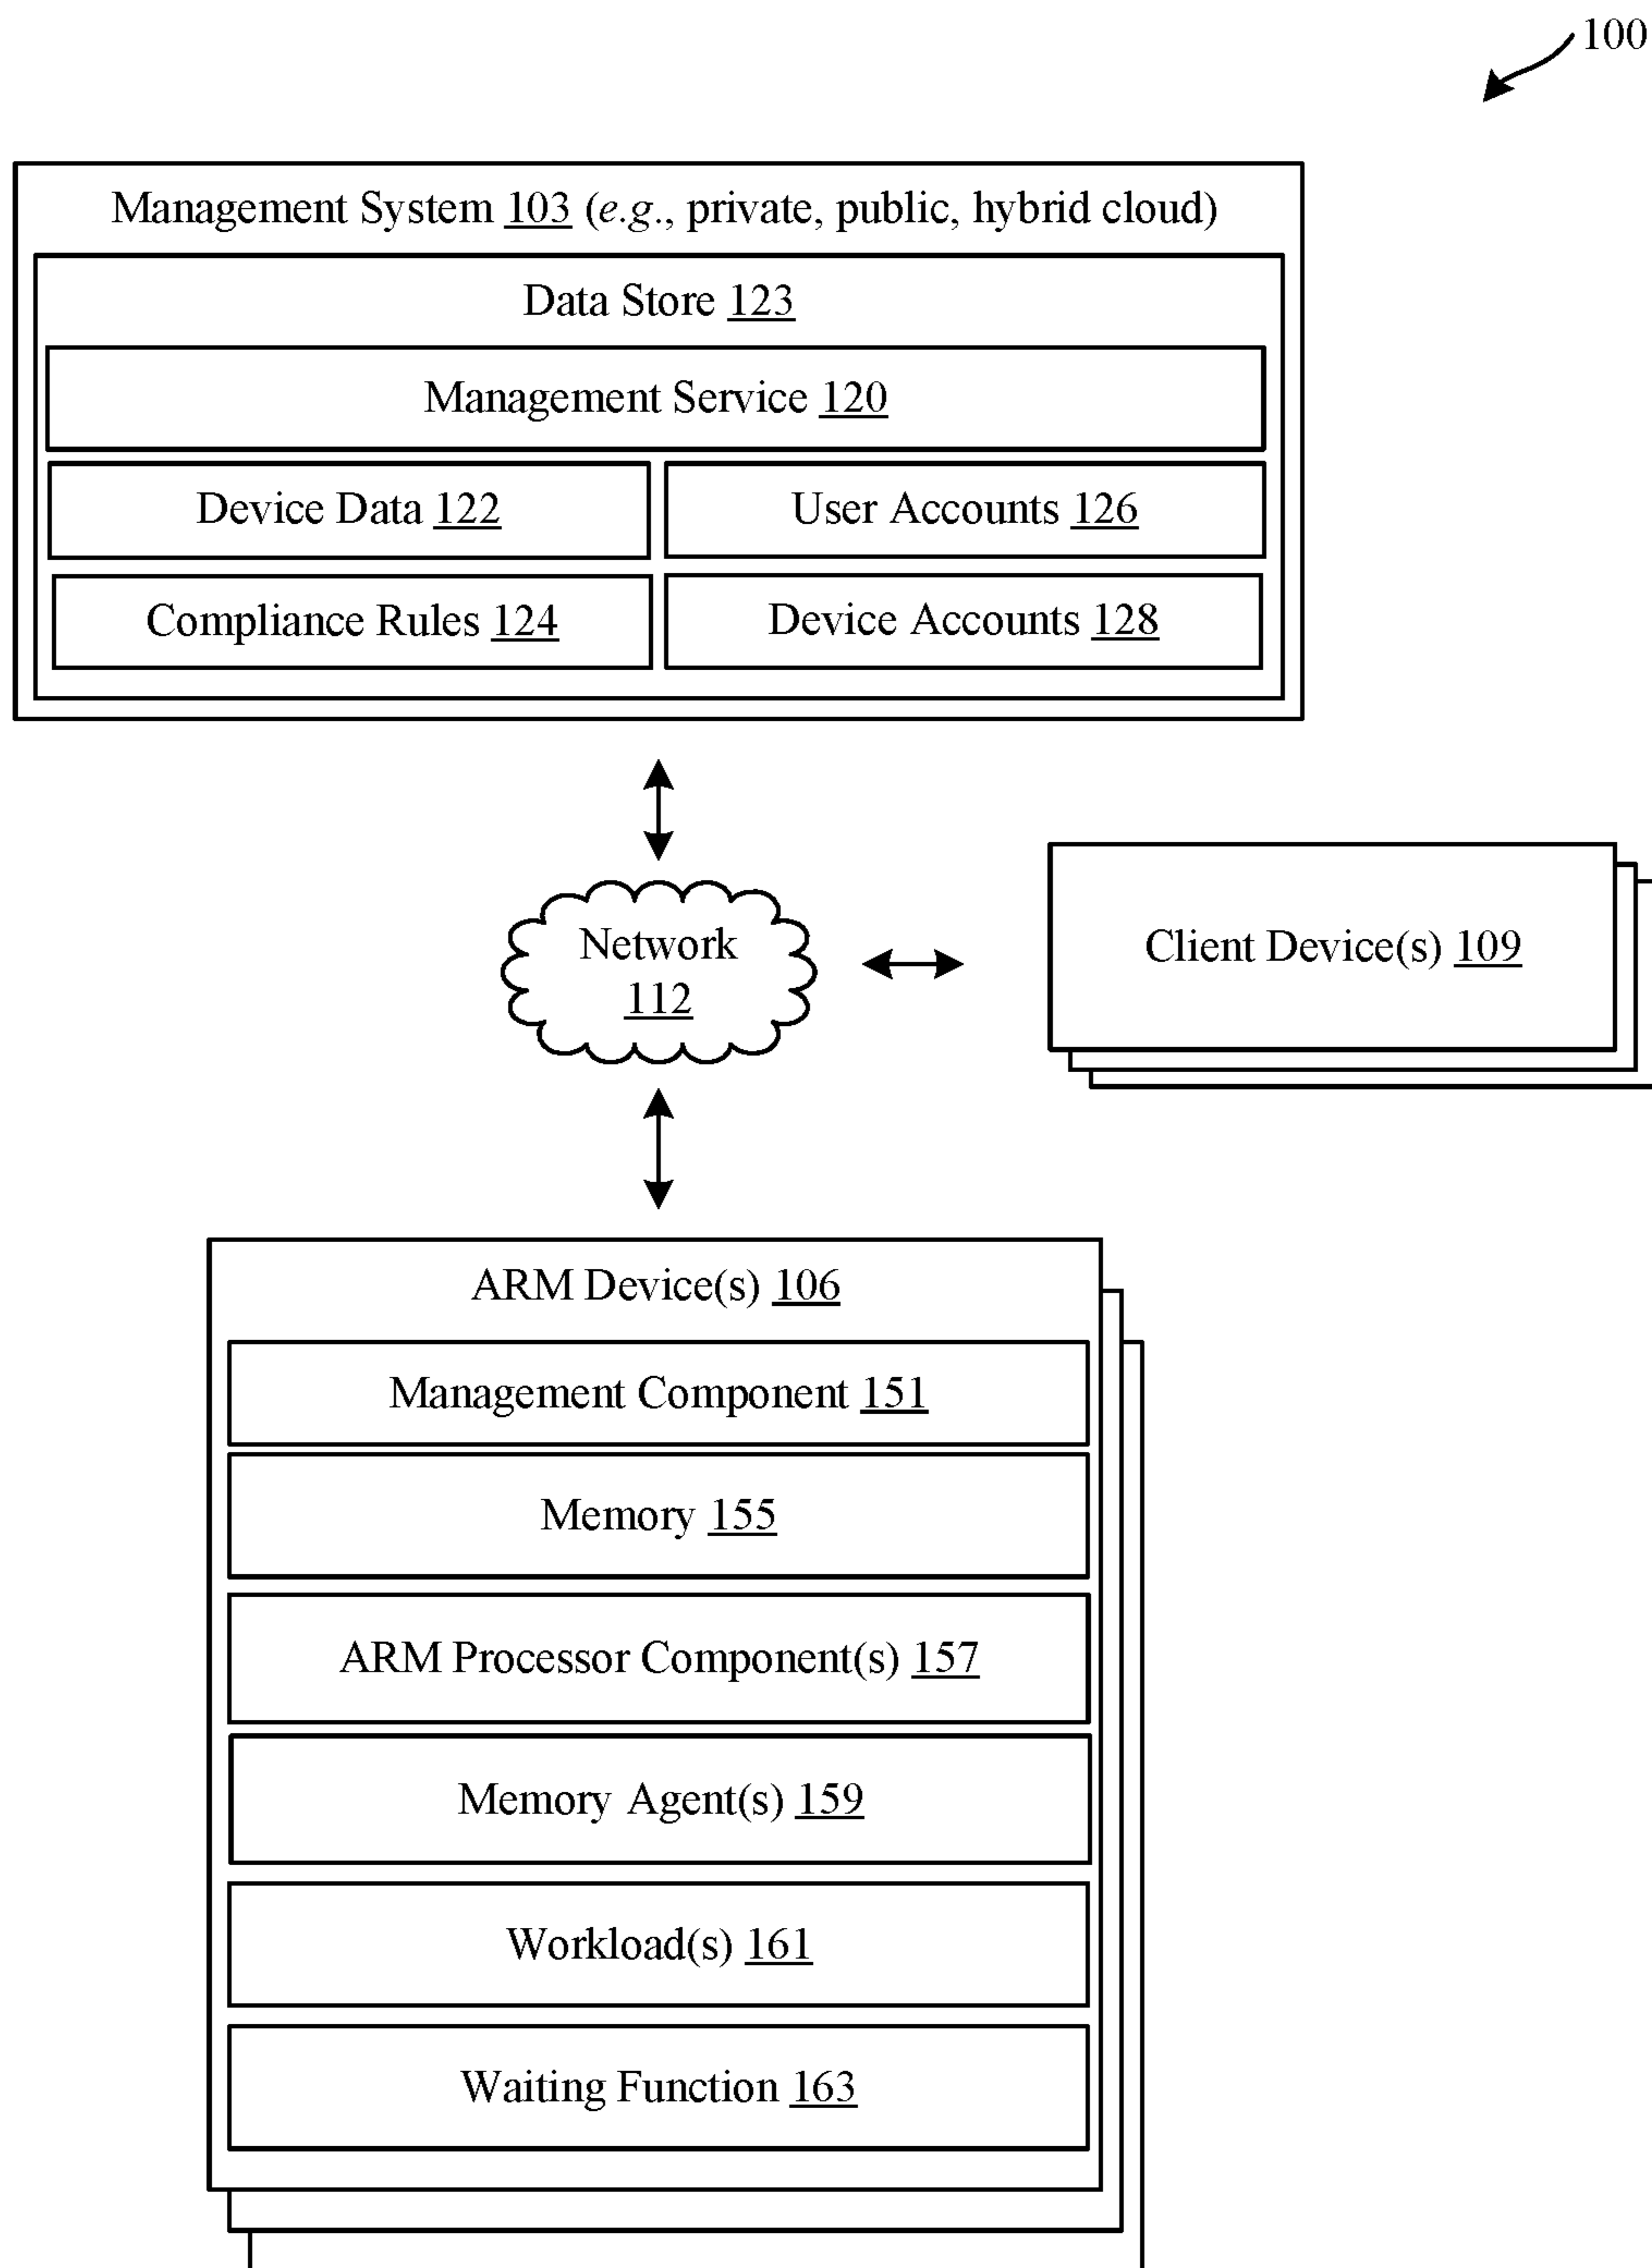 100
Management System 103 (e.g., private, public, hybrid cloud)
Data Store 123
Management Service 120
Device Data 122
User Accounts 126
Compliance Rules 124
Device Accounts 128
Network
112
Client Device(s) 109
ARM Device(s) 106
Management Component 151
Memory 155
ARM Processor Component(s) 157
Memory Agent(s) 159
Workload(s) 161
Waiting Function 163